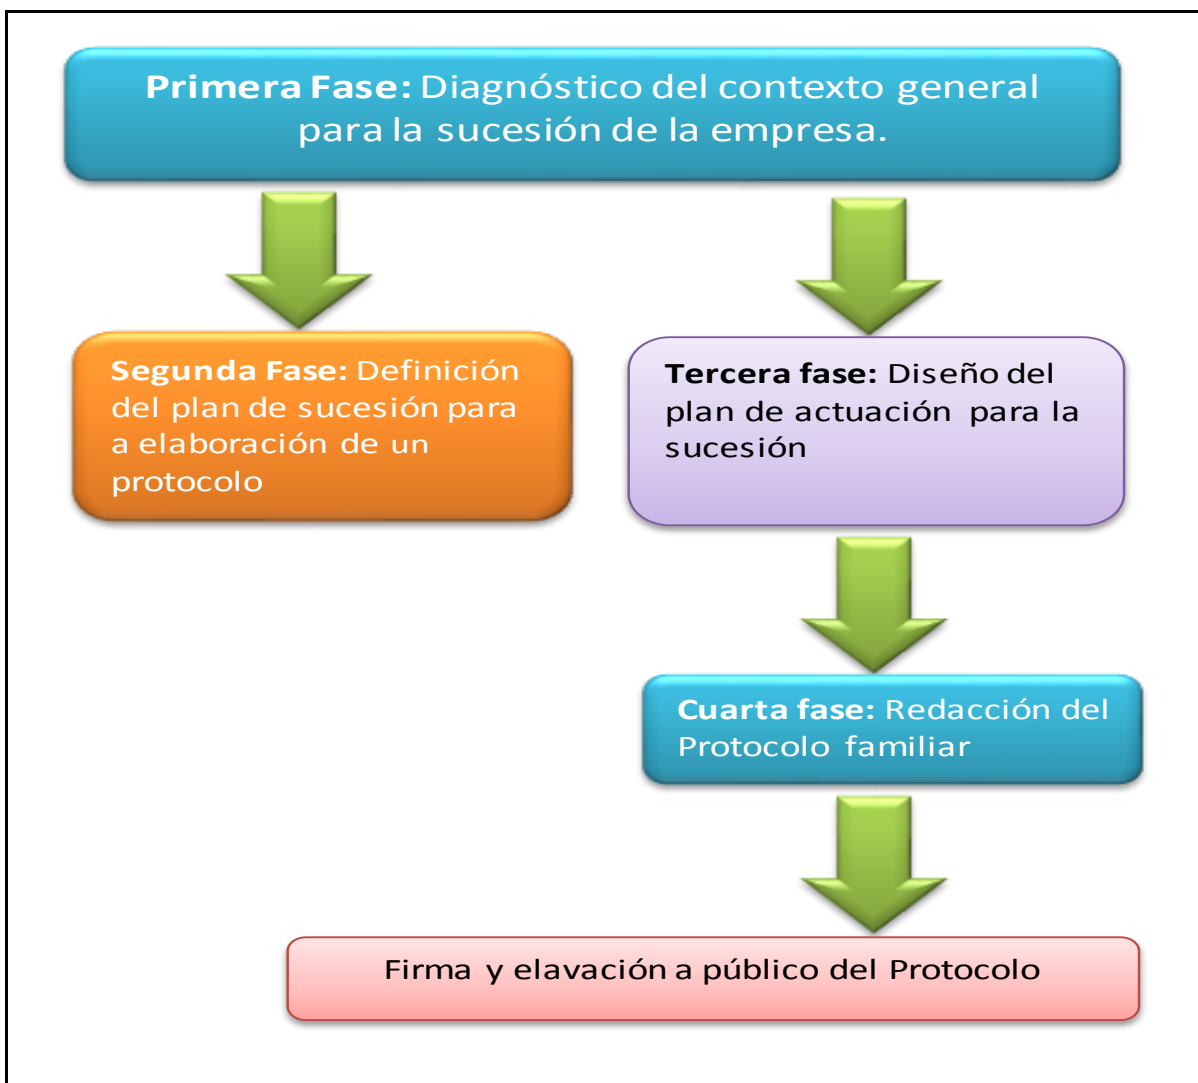 Primera Fase: Diagnóstico del contexto general
para la sucesión de la empresa.
Segunda Fase: Definición
del plan de sucesión para
a elaboración de un
protocolo
Tercera fase: Diseño del
plan de actuación para la
sucesión
Cuarta fase: Redacción del
Protocolo familiar
Firma y elavación a público del Protocolo